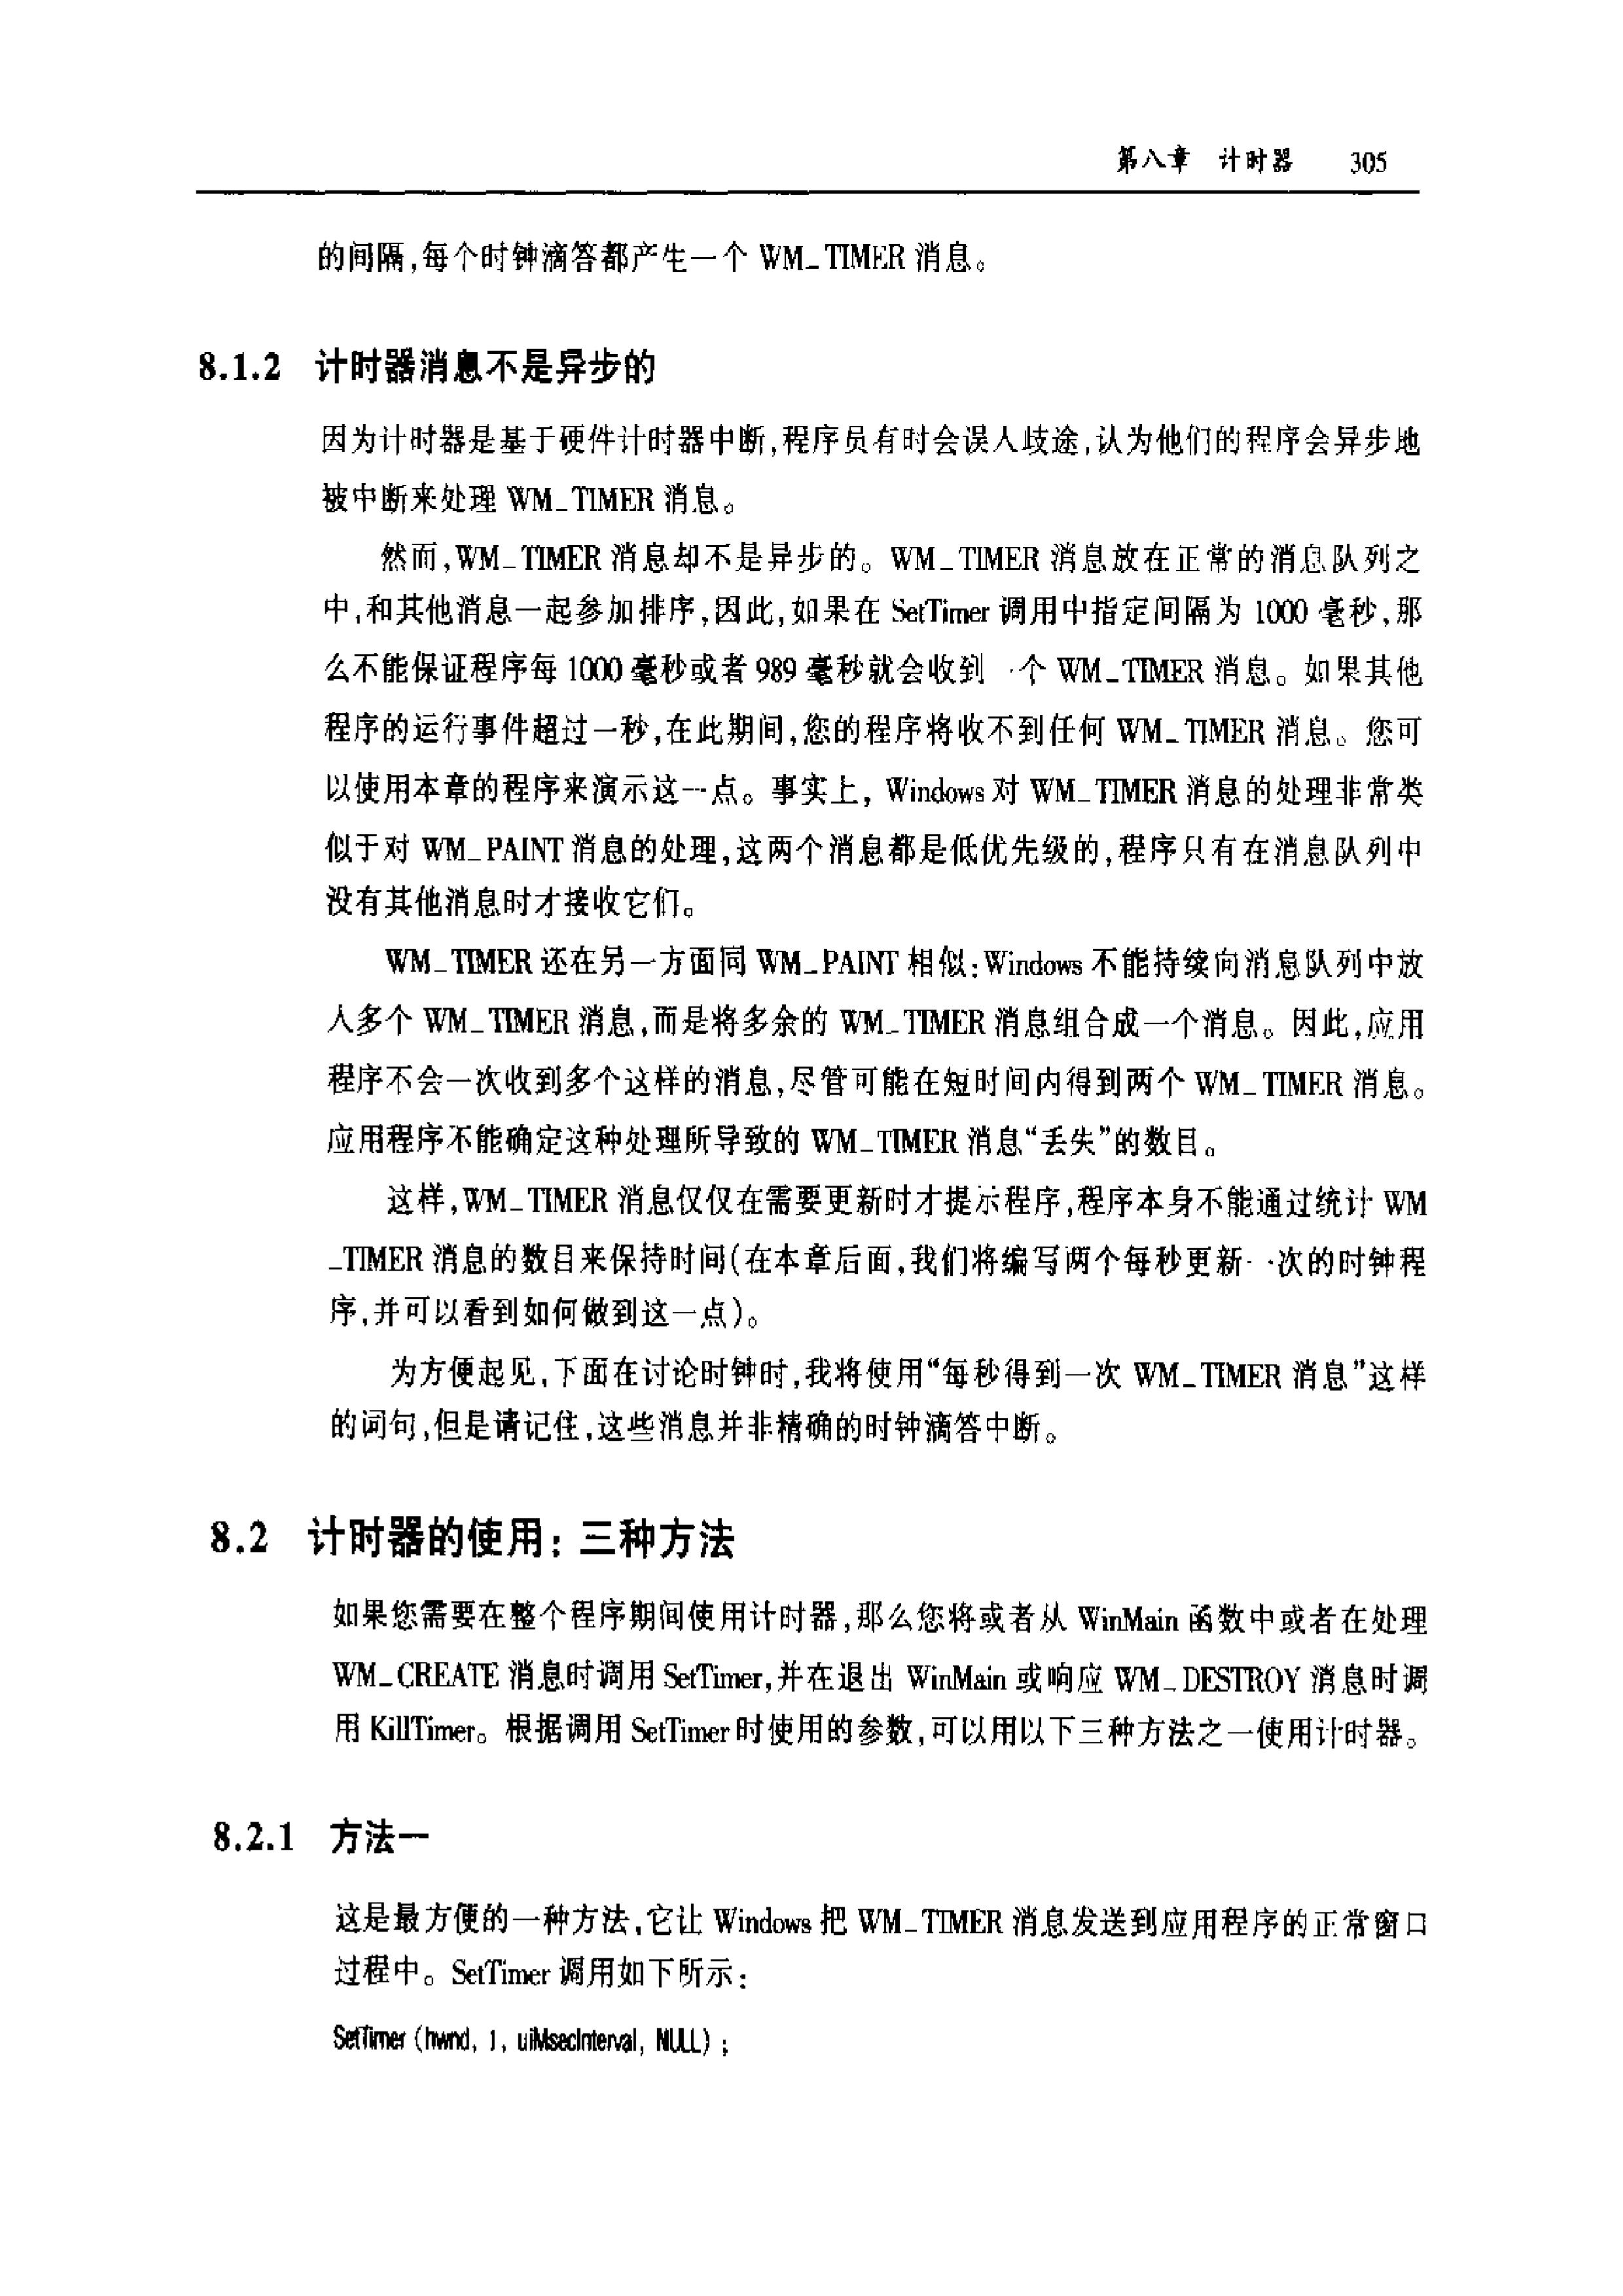 第八章 计时器 305
的间隔,每个时钟滴答都产生一个 WM_TIMER 消息。
8.1.2 计时器消息不是异步的
因为计时器是基于硬件计时器中断,程序员有时会误入歧途,认为他们的程序会异步地
被中断来处理 WM_TIMER 消息。
然而,WM_TIMER 消息却不是异步的。WM_TIMER 消息放在正常的消息队列之
中,和其他消息一起参加排序,因此,如果在 SetTimer 调用中指定间隔为 1000 毫秒,那
么不能保证程序每 1000 毫秒或者 989 毫秒就会收到一个 WM_TIMER 消息。如果其他
程序的运行事件超过一秒,在此期间,您的程序将收不到任何 WM_TIMER 消息。您可
以使用本章的程序来演示这一点。事实上, Windows 对 WM_TIMER 消息的处理非常类
似于对 WM_PAINT 消息的处理,这两个消息都是低优先级的,程序只有在消息队列中
没有其他消息时才接收它们。
WM_TIMER 还在另一方面同 WM_PAINT 相似:Windows 不能持续向消息队列中放
入多个 WM_TIMER 消息,而是将多余的 WM_TIMER 消息组合成一个消息。因此,应用
程序不会一次收到多个这样的消息,尽管可能在短时间内得到两个 WM_TIMER 消息。
应用程序不能确定这种处理所导致的 WM_TIMER 消息“丢失”的数目。
这样,WM_TIMER 消息仅仅在需要更新时才提示程序,程序本身不能通过统计 WM
_TIMER 消息的数目来保持时间(在本章后面,我们将编写两个每秒更新一次的时钟程
序,并可以看到如何做到这一点)。
为方便起见,下面在讨论时钟时,我将使用“每秒得到一次 WM_TIMER 消息”这样
的词句,但是请记住,这些消息并非精确的时钟滴答中断。
8.2 计时器的使用: 三种方法
如果您需要在整个程序期间使用计时器,那么您将或者从 WinMain 函数中或者在处理
WM_CREATE 消息时调用 SetTimer,并在退出 WinMain 或响应 WM_DESTROY 消息时调
用 KillTimer。根据调用 SetTimer 时使用的参数,可以用以下三种方法之一使用计时器。
8.2.1 方法一
这是最方便的一种方法,它让 Windows 把 WM_TIMER 消息发送到应用程序的正常窗口
过程中。SetTimer 调用如下所示:
SetTimer (hwnd, 1, uiMsecInterval, NULL) ;